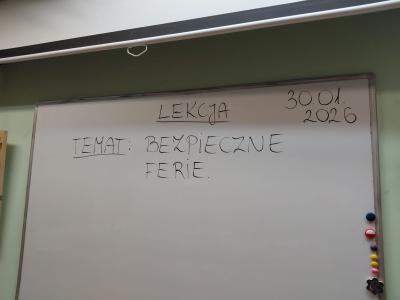 LEKCJA
30.01.
2026
TEMAT: BEZPIECZNE
FERIE.